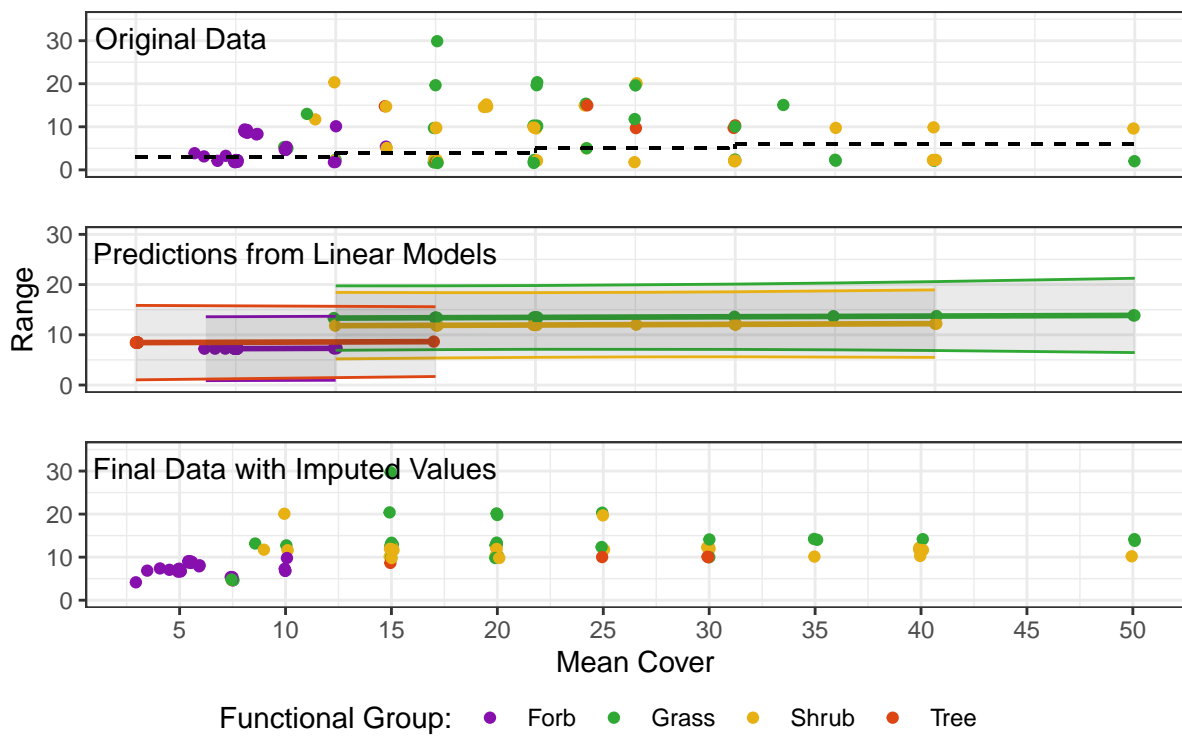 Original Data
30
20
10
0
Predictions from Linear Models
30
20
10
0
Range
Final Data with Imputed Values
30
20
10
0
5 10 15 20 25 30 35 40 45 50
Mean Cover
Functional Group: Forb Grass Shrub Tree